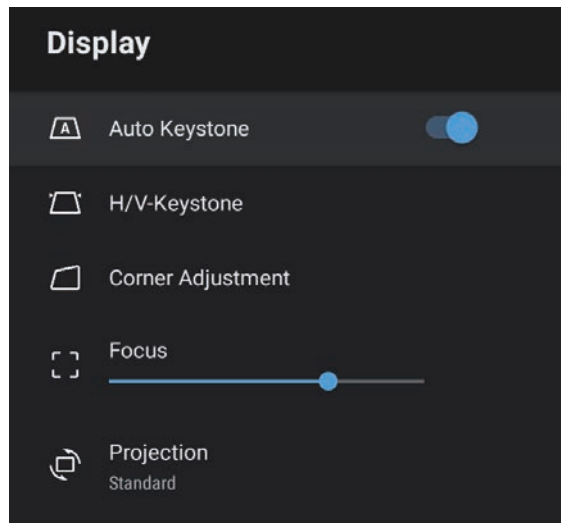 Display
A
Auto Keystone
H/V-Keystone
Corner Adjustment
Focus
Projection
Standard